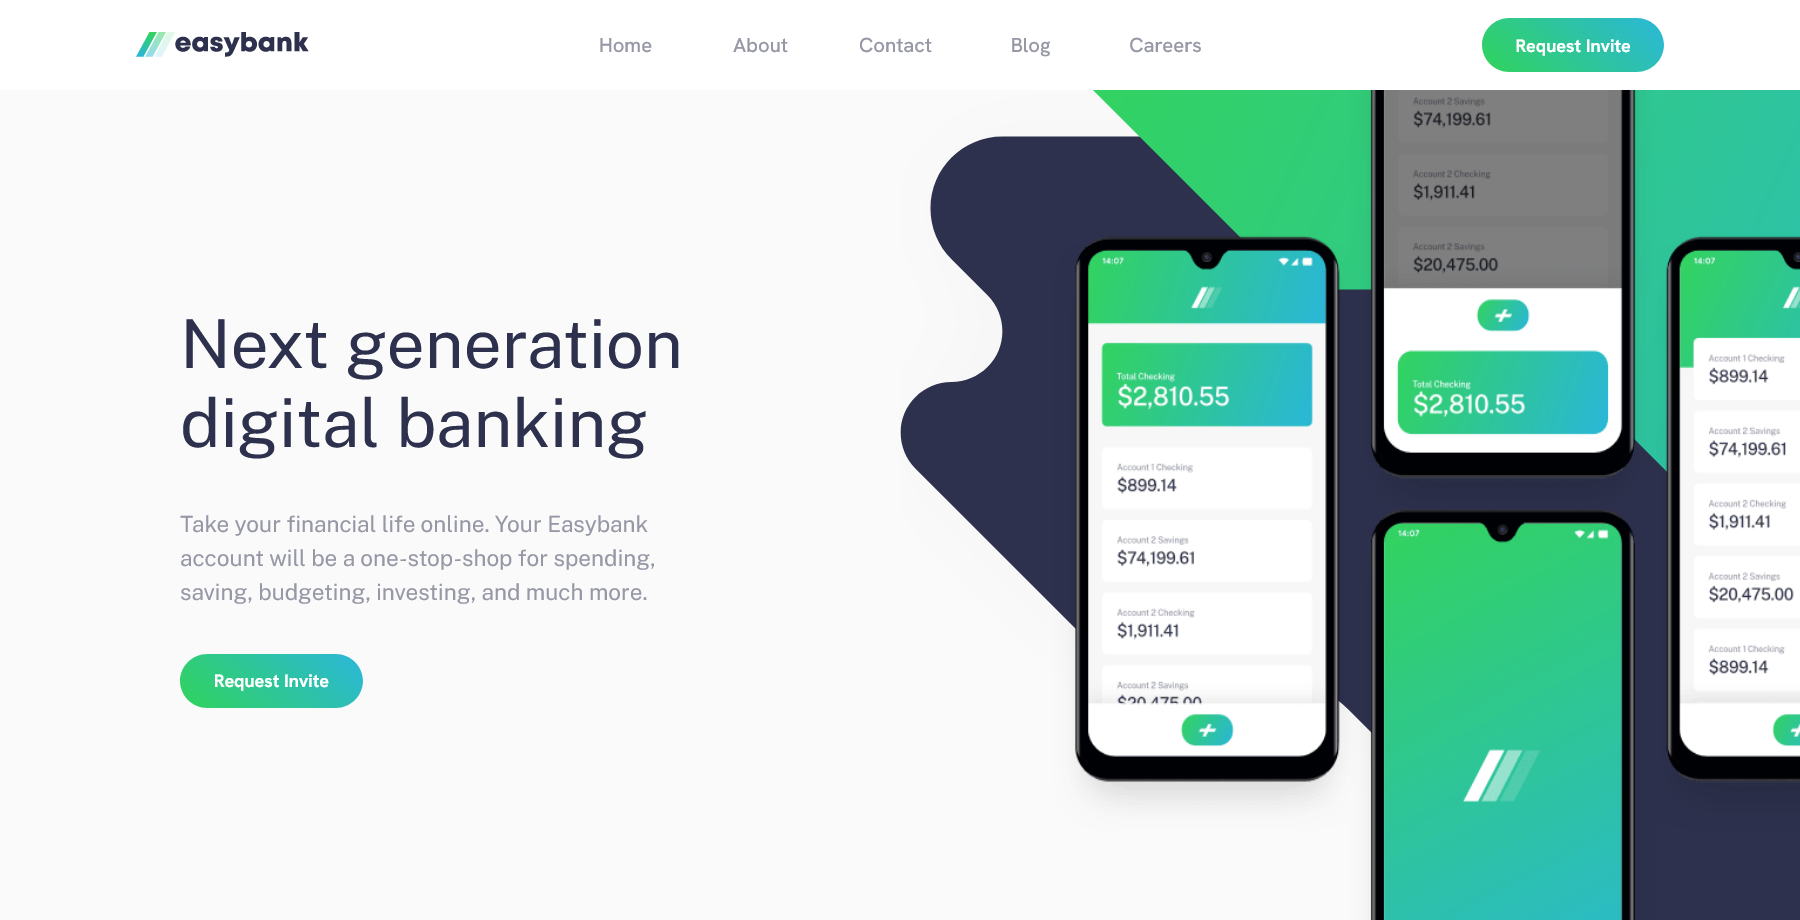 easybank
Home
About
Contact
Blog
Careers
Request Invite
Next generation
digital banking
Take your financial life online. Your Easybank
account will be a one-stop-shop for spending,
saving, budgeting, investing, and much more.
Request Invite
14:07
Total Checking
$2,810.55
Account 1 Checking
$899.14
Account 2 Savings
$74,199.61
Account 2 Checking
$1,911.41
Account 2 Savings
$20,475.00
Account 2 Savings
$74,199.61
Account 2 Checking
$1,911.41
Account 2 Savings
$20,475.00
Total Checking
$2,810.55
14:07
14:07
Account 1 Checking
$899.14
Account 2 Savings
$74,199.61
Account 2 Checking
$1,911.41
Account 2 Savings
$20,475.00
Account 1 Checking
$899.14